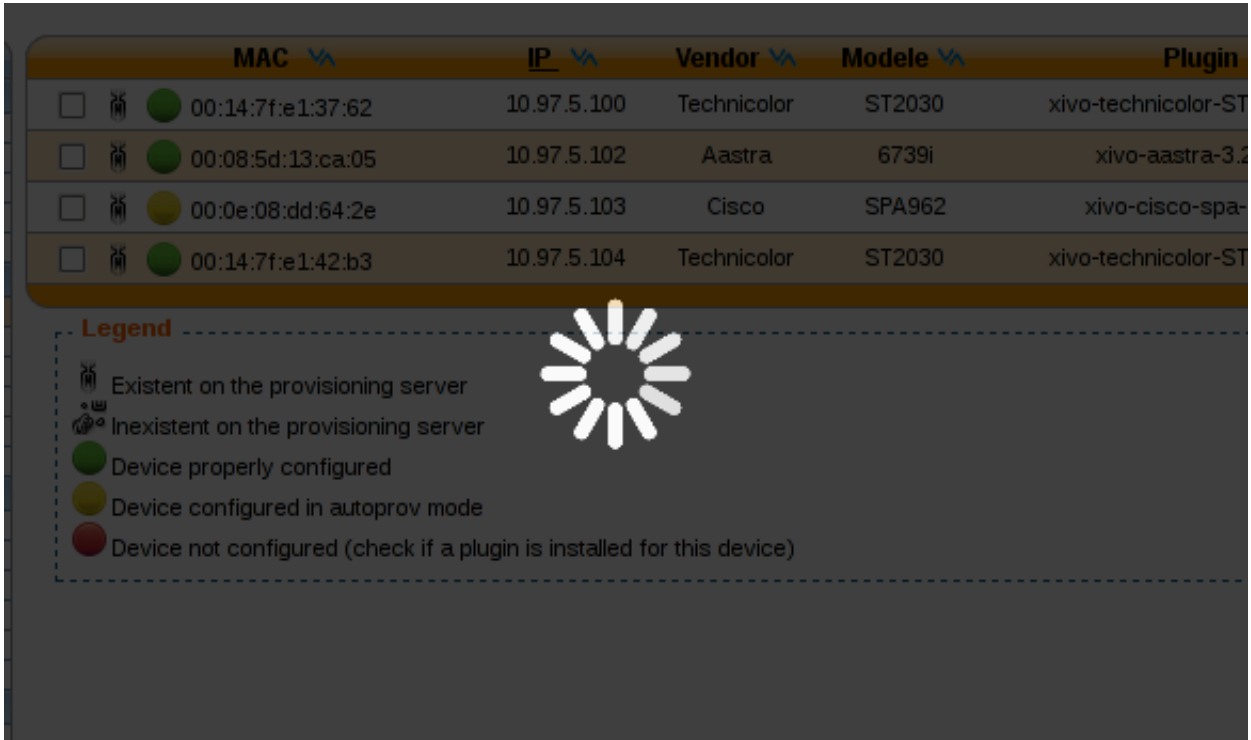 MAC IP Vendor Modele Plugin
00:14:7f:e1:37:62 10.97.5.100 Technicolor ST2030 xivo-technicolor-ST
00:08:5d:13:ca:05 10.97.5.102 Aastra 6739i xivo-aastra-3.2
00:0e:08:dd:64:2e 10.97.5.103 Cisco SPA962 xivo-cisco-spa-
00:14:7f:e1:42:b3 10.97.5.104 Technicolor ST2030 xivo-technicolor-ST
Legend
Existent on the provisioning server
Inexistent on the provisioning server
Device properly configured
Device configured in autoprov mode
Device not configured (check if a plugin is installed for this device)